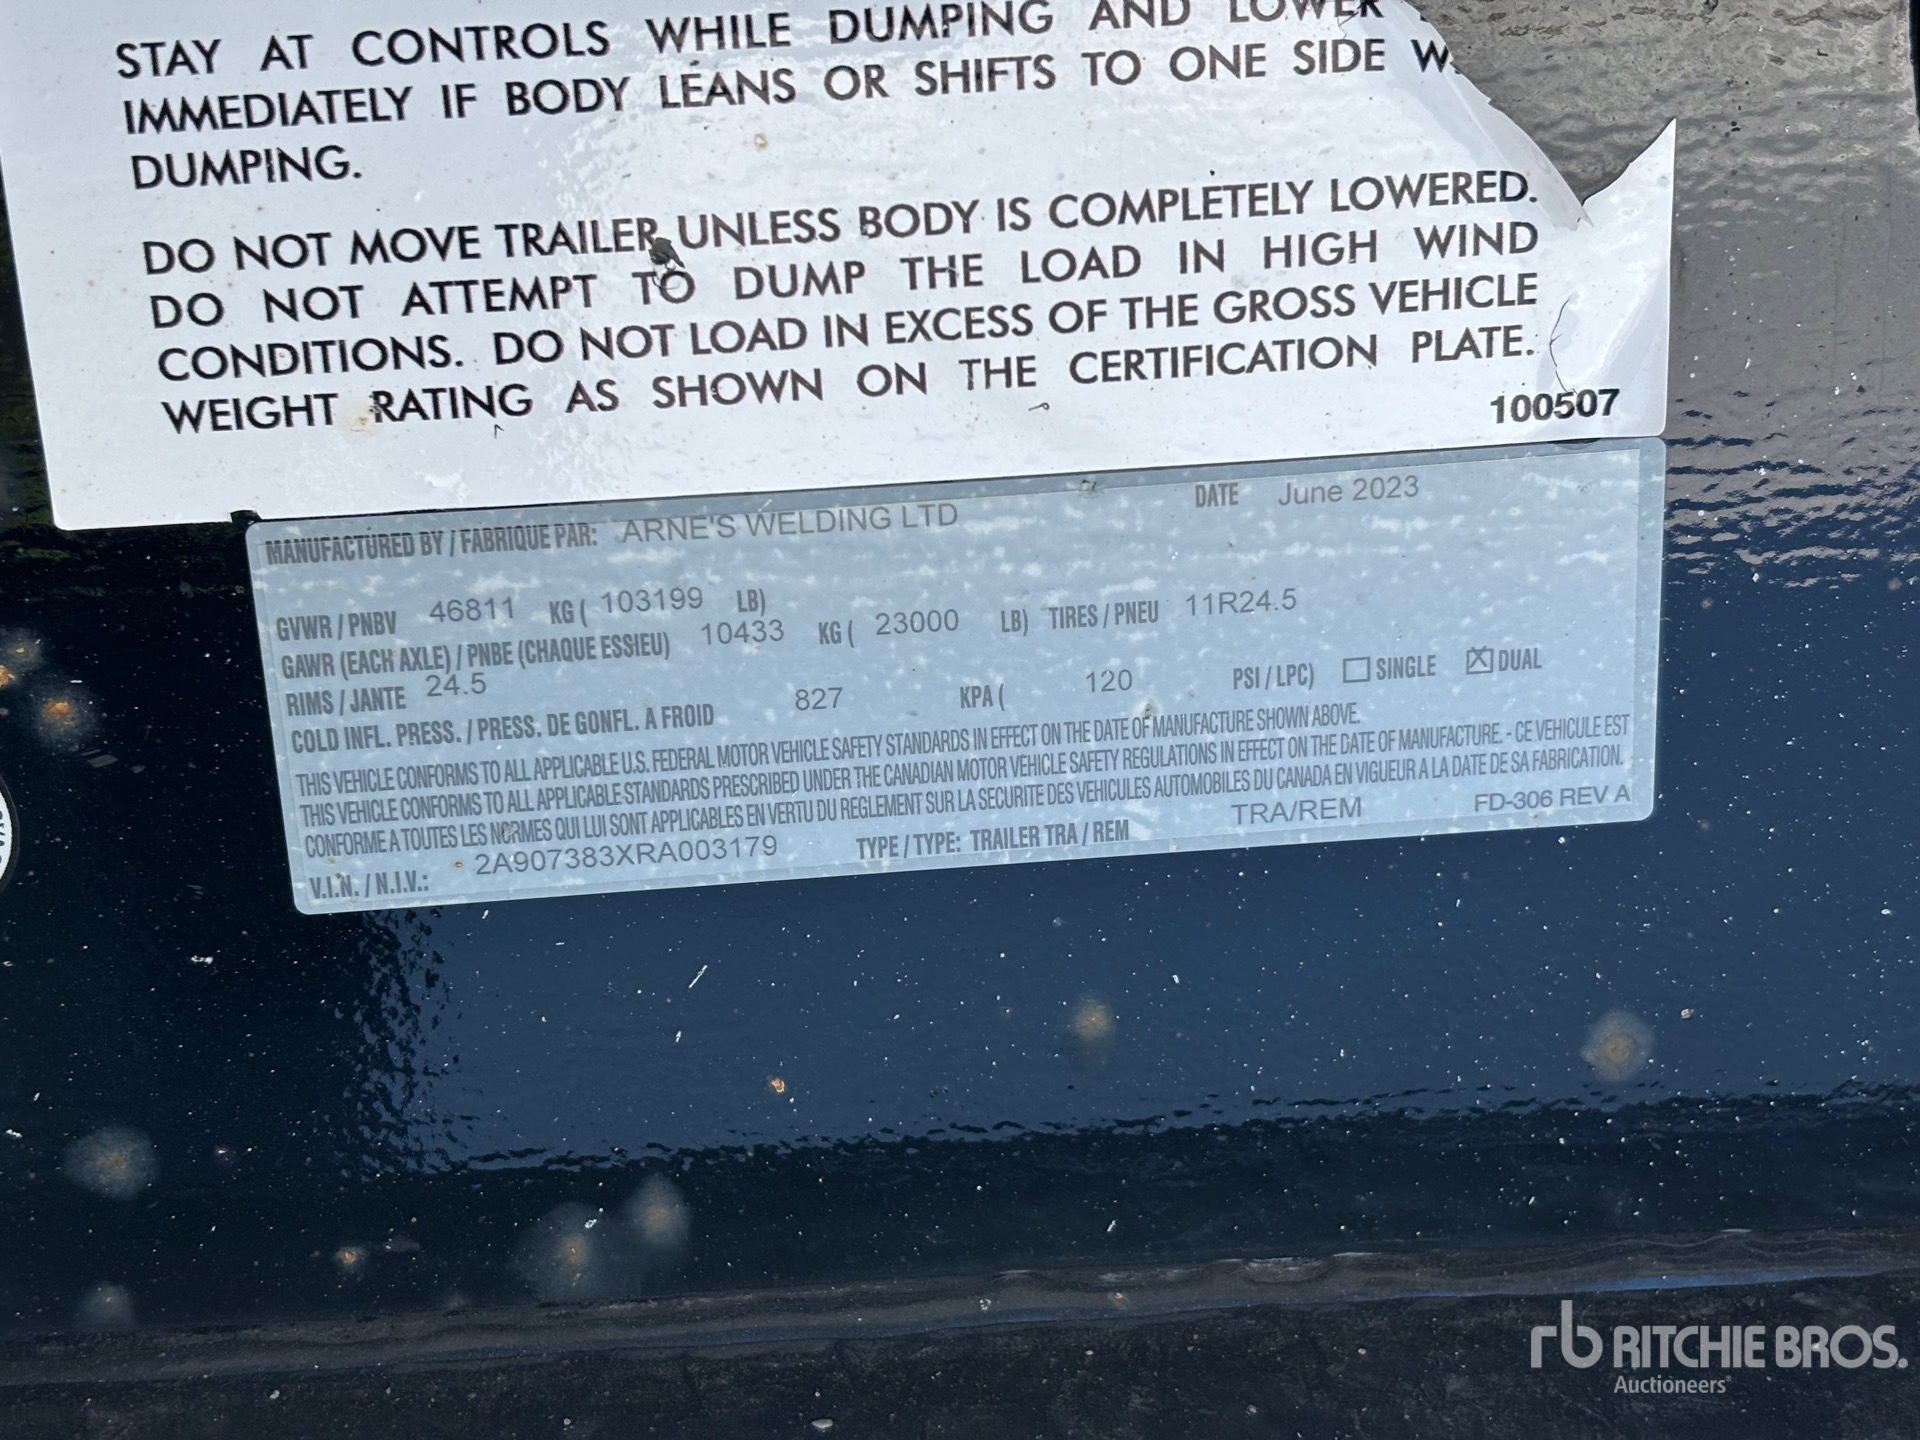 STAY AT CONTROLS WHILE DUMPING AND LOWER
IMMEDIATELY IF BODY LEANS OR SHIFTS TO ONE SIDE
DUMPING.
DO NOT MOVE TRAILER UNLESS BODY IS COMPLETELY LOWERED.
DO NOT ATTEMPT TO DUMP THE LOAD IN HIGH WIND
CONDITIONS. DO NOT LOAD IN EXCESS OF THE GROSS VEHICLE
WEIGHT RATING AS SHOWN ON THE CERTIFICATION PLATE.
100507
MANUFACTURED BY / FABRIQUE PAR: ARNE'S WELDING LTD DATE June 2023
GVWR / PNBV 46811 KG ( 103199 LB)
GAWR (EACH AXLE) / PNBE (CHAQUE ESSIEU) 10433 KG ( 23000 LB) TIRES / PNEU 11R24.5
RIMS / JANTE 24.5
COLD INFL. PRESS. / PRESS. DE GONFL. A FROID 827 KPA ( 120 PSI / LPC) SINGLE DUAL
THIS VEHICLE CONFORMS TO ALL APPLICABLE U.S. FEDERAL MOTOR VEHICLE SAFETY STANDARDS IN EFFECT ON THE DATE OF MANUFACTURE SHOWN ABOVE.
THIS VEHICLE CONFORMS TO ALL APPLICABLE STANDARDS PRESCRIBED UNDER THE CANADIAN MOTOR VEHICLE SAFETY REGULATIONS IN EFFECT ON THE DATE OF MANUFACTURE. - CE VEHICULE EST
CONFORME A TOUTES LES NORMES QUI LUI SONT APPLICABLES EN VERTU DU REGLEMENT SUR LA SECURITE DES VEHICULES AUTOMOBILES DU CANADA EN VIGUEUR A LA DATE DE SA FABRICATION.
V.I.N. / N.I.V.: 2A907383XRA003179 TYPE / TYPE: TRAILER TRA / REM TRA/REM FD-306 REV A
rb RITCHIE BROS.
Auctioneers